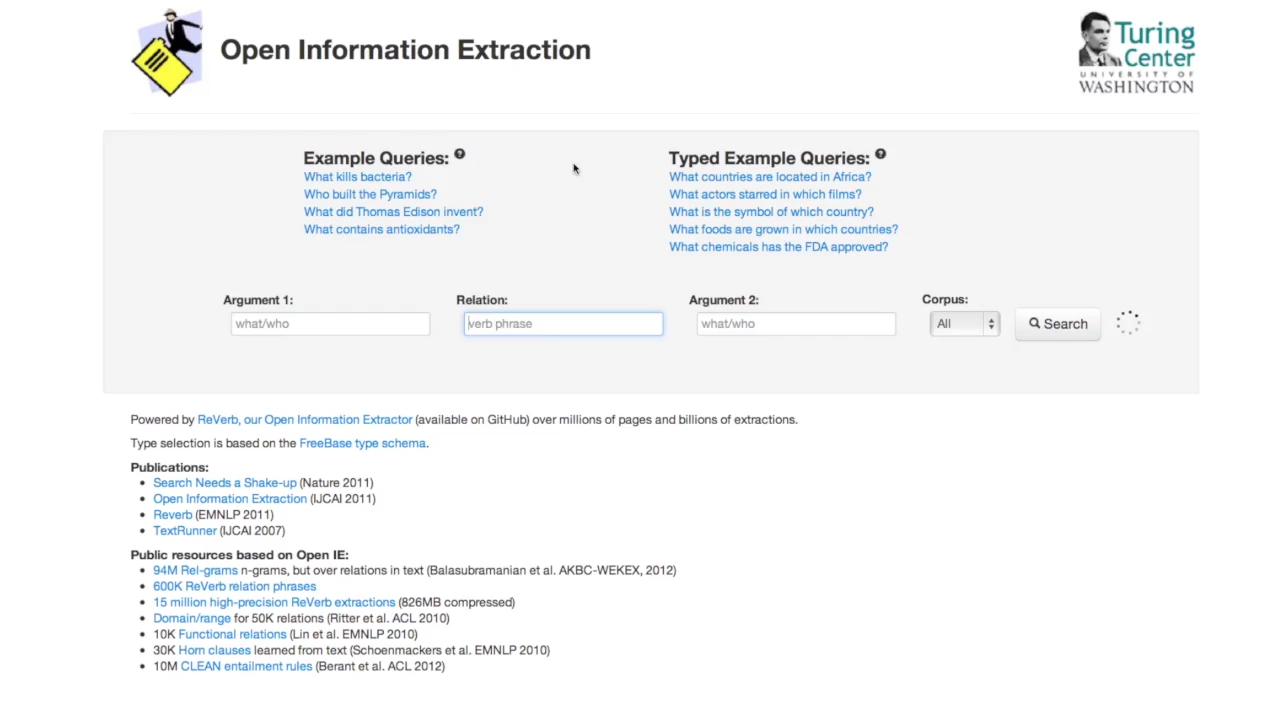 Open Information Extraction
Turing
Center
UNIVERSITY OF
WASHINGTON
Example Queries: ?
What kills bacteria?
Who built the Pyramids?
What did Thomas Edison invent?
What contains antioxidants?
Typed Example Queries: ?
What countries are located in Africa?
What actors starred in which films?
What is the symbol of which country?
What foods are grown in which countries?
What chemicals has the FDA approved?
Argument 1: Relation: Argument 2: Corpus:
what/who verb phrase what/who All Search
Powered by ReVerb, our Open Information Extractor (available on GitHub) over millions of pages and billions of extractions.
Type selection is based on the FreeBase type schema.
Publications:
• Search Needs a Shake-up (Nature 2011)
• Open Information Extraction (IJCAI 2011)
• Reverb (EMNLP 2011)
• TextRunner (IJCAI 2007)
Public resources based on Open IE:
• 94M Rel-grams n-grams, but over relations in text (Balasubramanian et al. AKBC-WEKEX, 2012)
• 600K ReVerb relation phrases
• 15 million high-precision ReVerb extractions (826MB compressed)
• Domain/range for 50K relations (Ritter et al. ACL 2010)
• 10K Functional relations (Lin et al. EMNLP 2010)
• 30K Horn clauses learned from text (Schoenmackers et al. EMNLP 2010)
• 10M CLEAN entailment rules (Berant et al. ACL 2012)